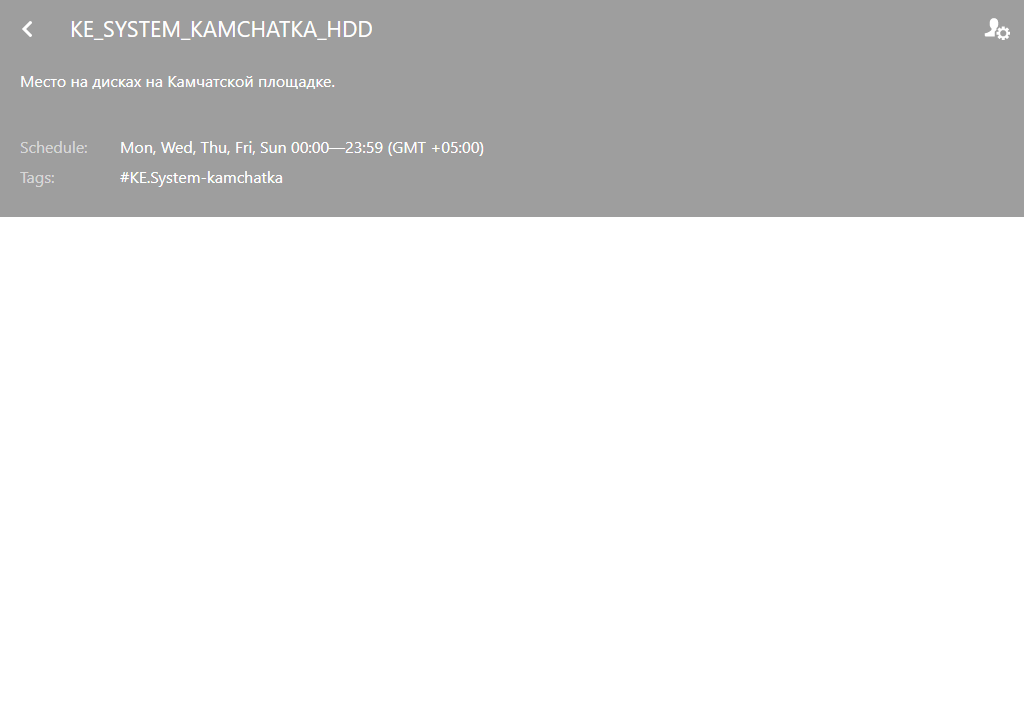 KE_SYSTEM_KAMCHATKA_HDD
Место на дисках на Камчатской площадке.
Schedule: Mon, Wed, Thu, Fri, Sun 00:00—23:59 (GMT +05:00)
Tags: #KE.System-kamchatka